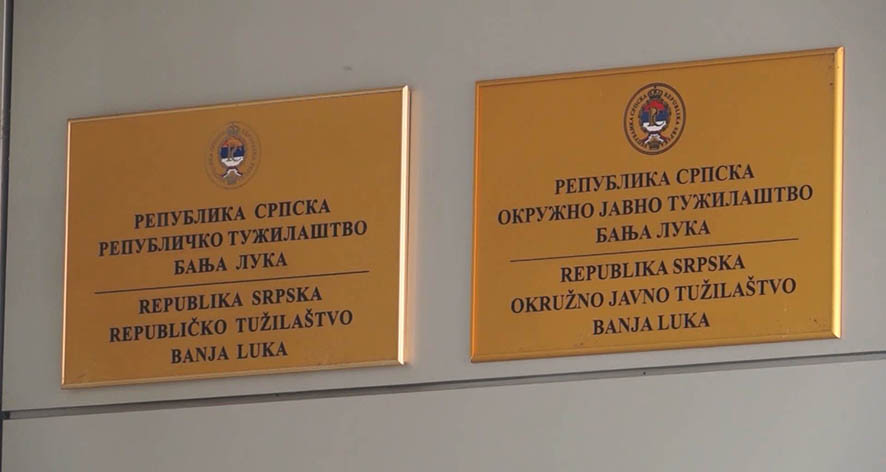 РЕПУБЛИКА СРПСКА
РЕПУБЛИЧКО ТУЖИЛАШТВО
БАЊА ЛУКА
REPUBLIKA SRPSKA
REPUBLIČKO TUŽILAŠTVO
BANJA LUKA
РЕПУБЛИКА СРПСКА
ОКРУЖНО ЈАВНО ТУЖИЛАШТВО
БАЊА ЛУКА
REPUBLIKA SRPSKA
OKRUŽNO JAVNO TUŽILAŠTVO
BANJA LUKA